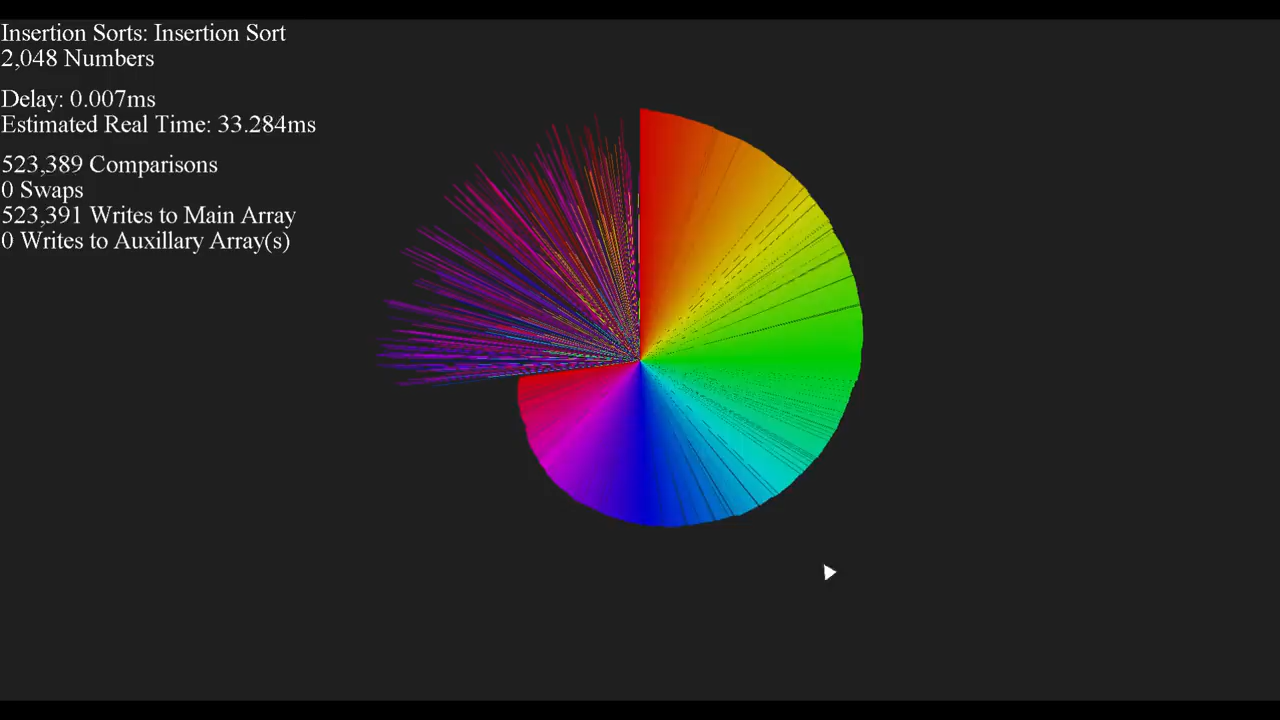 Insertion Sorts: Insertion Sort
2,048 Numbers
Delay: 0.007ms
Estimated Real Time: 33.284ms
523,389 Comparisons
0 Swaps
523,391 Writes to Main Array
0 Writes to Auxillary Array(s)